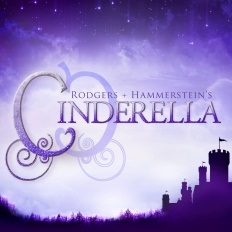 RODGERS + HAMMERSTEIN'S
CINDERELLA